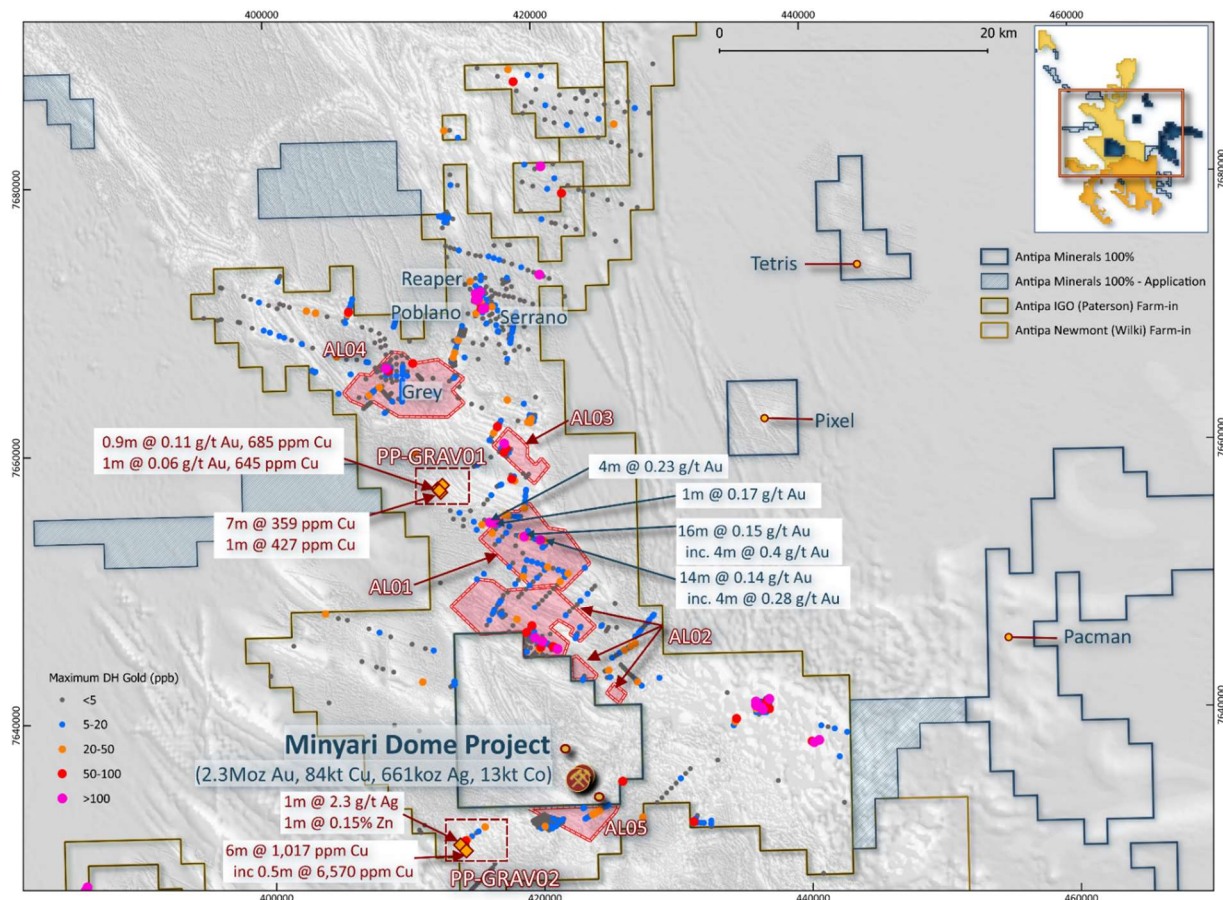 400000
420000
440000
460000
0
20 km
7680000
7680000
Tetris
Antipa Minerals 100%
Antipa Minerals 100% - Application
Antipa IGO (Paterson) Farm-in
Antipa Newmont (Wilki) Farm-in
Reaper
Poblano
Serrano
AL04
Grey
AL03
Pixel
0.9m @ 0.11 g/t Au, 685 ppm Cu
1m @ 0.06 g/t Au, 645 ppm Cu
PP-GRAV01
7660000
7660000
4m @ 0.23 g/t Au
1m @ 0.17 g/t Au
7m @ 359 ppm Cu
1m @ 427 ppm Cu
16m @ 0.15 g/t Au
inc. 4m @ 0.4 g/t Au
14m @ 0.14 g/t Au
inc. 4m @ 0.28 g/t Au
AL01
AL02
Pacman
Maximum DH Gold (ppb)
<5
5-20
20-50
50-100
>100
7640000
7640000
Minyari Dome Project
(2.3Moz Au, 84kt Cu, 661koz Ag, 13kt Co)
1m @ 2.3 g/t Ag
1m @ 0.15% Zn
AL05
6m @ 1,017 ppm Cu
inc 0.5m @ 6,570 ppm Cu
PP-GRAV02
400000
420000
440000
460000